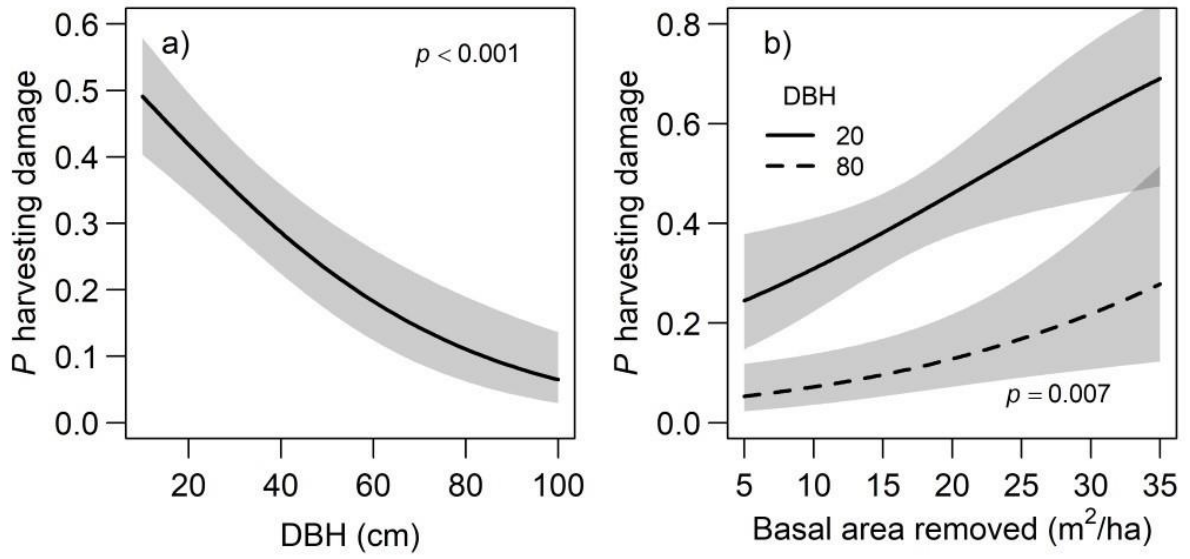 a)
p < 0.001
P harvesting damage
0.6
0.5
0.4
0.3
0.2
0.1
0.0
20 40 60 80 100
DBH (cm)
b)
DBH
20
80
p = 0.007
P harvesting damage
0.8
0.6
0.4
0.2
0.0
5 10 15 20 25 30 35
Basal area removed (m²/ha)